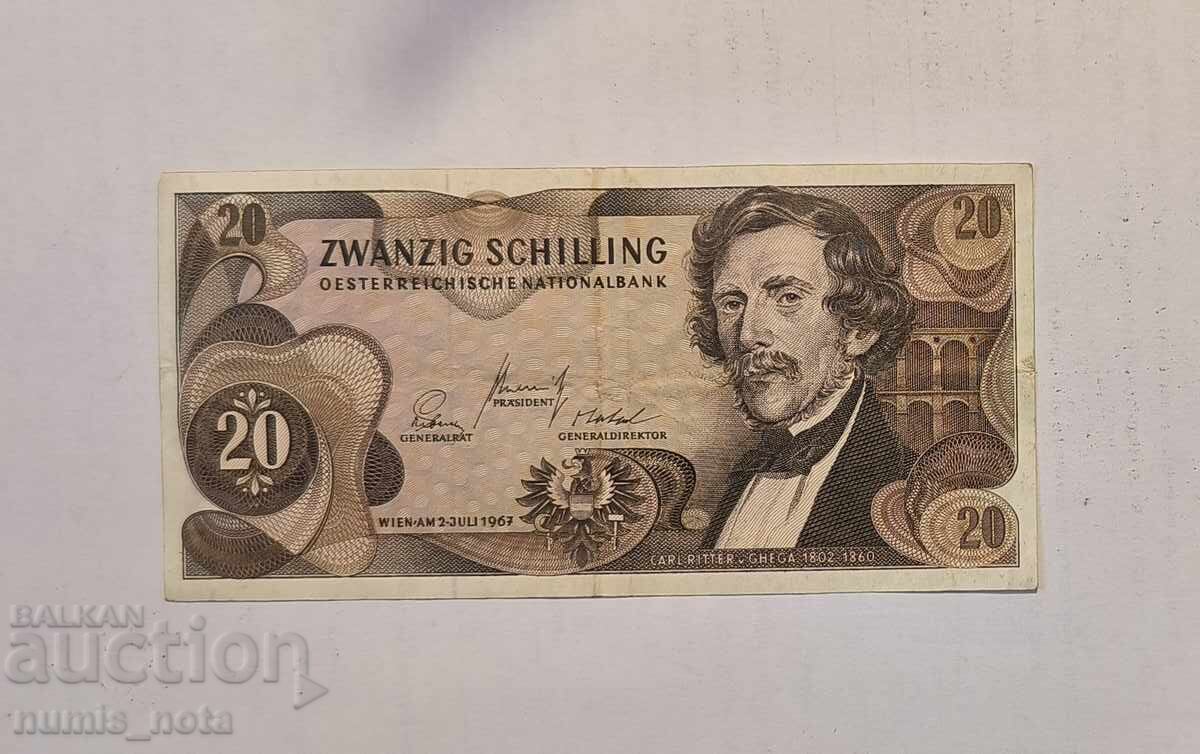 20
20
ZWANZIG SCHILLING
OESTERREICHISCHE NATIONALBANK
PRÄSIDENT
GENERALRAT
GENERALDIREKTOR
20
WIEN·AM 2·JULI 1967
20
CARL·RITTER·v·GHEGA 1802-1860
BALKAN
auction
numis_nota